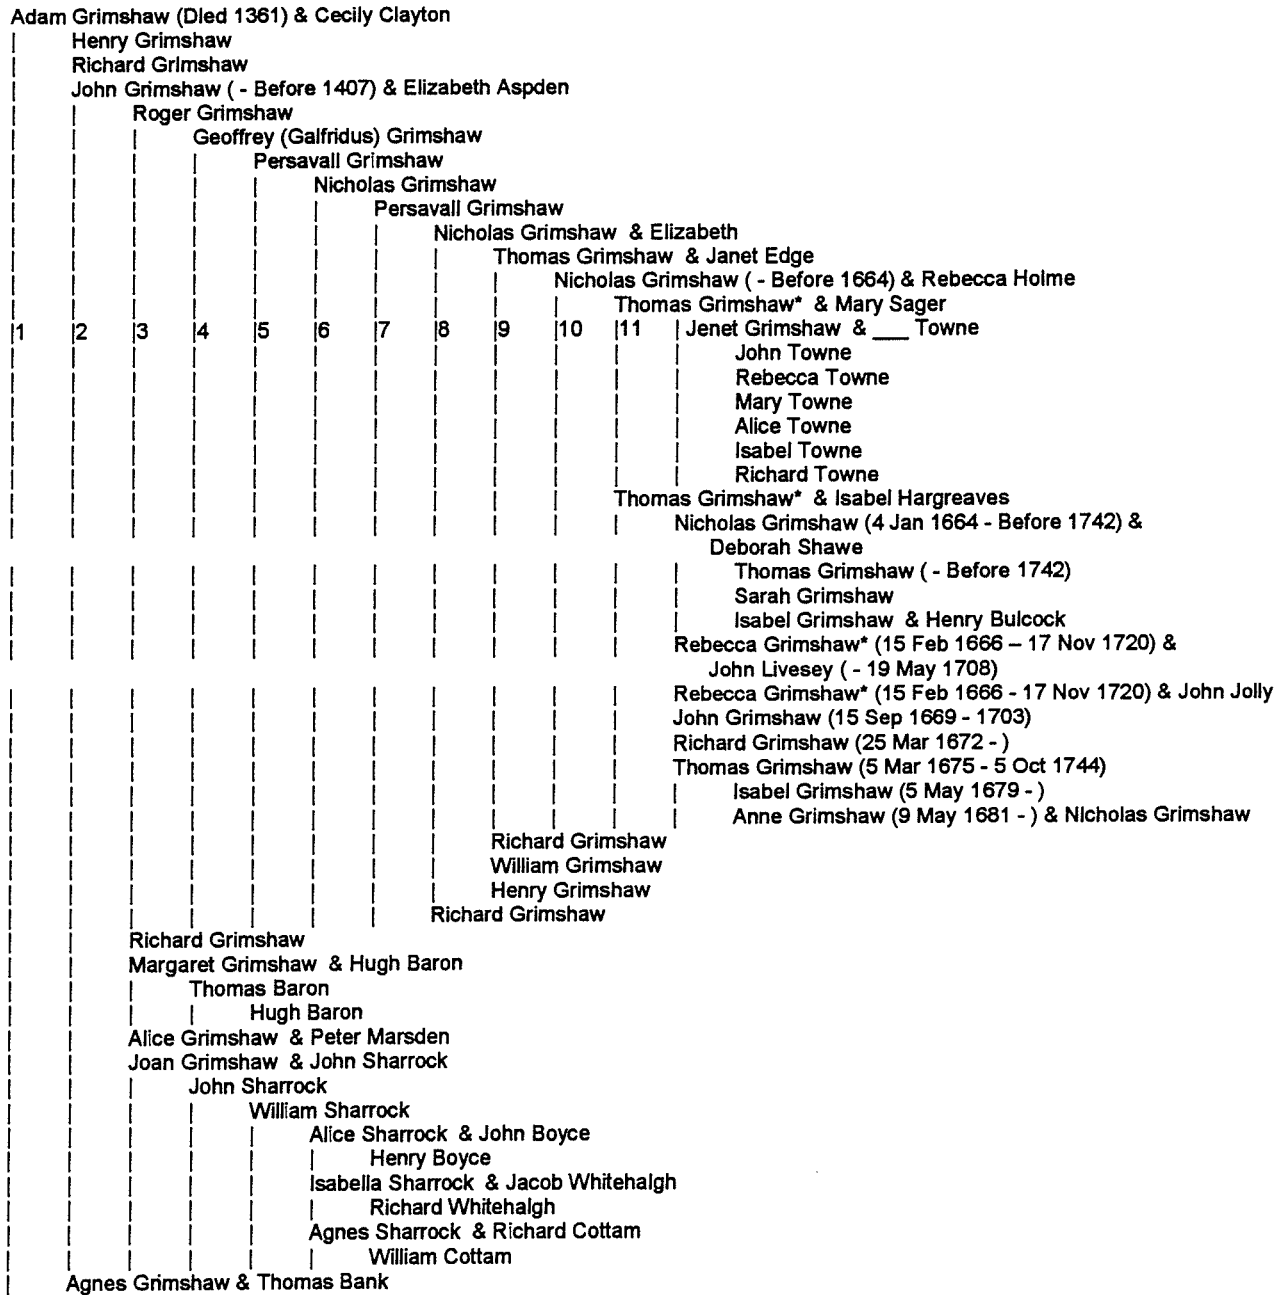 Adam Grimshaw (Died 1361) & Cecily Clayton
Henry Grimshaw
Richard Grimshaw
John Grimshaw ( - Before 1407) & Elizabeth Aspden
Roger Grimshaw
Geoffrey (Galfridus) Grimshaw
Persavall Grimshaw
Nicholas Grimshaw
Persavall Grimshaw
Nicholas Grimshaw & Elizabeth
Thomas Grimshaw & Janet Edge
Nicholas Grimshaw ( - Before 1664) & Rebecca Holme
Thomas Grimshaw* & Mary Sager
|1 |2 |3 |4 |5 |6 |7 |8 |9 |10 |11 | Jenet Grimshaw & ___ Towne
John Towne
Rebecca Towne
Mary Towne
Alice Towne
Isabel Towne
Richard Towne
Thomas Grimshaw* & Isabel Hargreaves
Nicholas Grimshaw (4 Jan 1664 - Before 1742) &
Deborah Shawe
Thomas Grimshaw ( - Before 1742)
Sarah Grimshaw
Isabel Grimshaw & Henry Bulcock
Rebecca Grimshaw* (15 Feb 1666 – 17 Nov 1720) &
John Livesey ( - 19 May 1708)
Rebecca Grimshaw* (15 Feb 1666 - 17 Nov 1720) & John Jolly
John Grimshaw (15 Sep 1669 - 1703)
Richard Grimshaw (25 Mar 1672 - )
Thomas Grimshaw (5 Mar 1675 - 5 Oct 1744)
Isabel Grimshaw (5 May 1679 - )
Anne Grimshaw (9 May 1681 - ) & Nicholas Grimshaw
Richard Grimshaw
William Grimshaw
Henry Grimshaw
Richard Grimshaw
Richard Grimshaw
Margaret Grimshaw & Hugh Baron
Thomas Baron
Hugh Baron
Alice Grimshaw & Peter Marsden
Joan Grimshaw & John Sharrock
John Sharrock
William Sharrock
Alice Sharrock & John Boyce
Henry Boyce
Isabella Sharrock & Jacob Whitehalgh
Richard Whitehalgh
Agnes Sharrock & Richard Cottam
William Cottam
Agnes Grimshaw & Thomas Bank